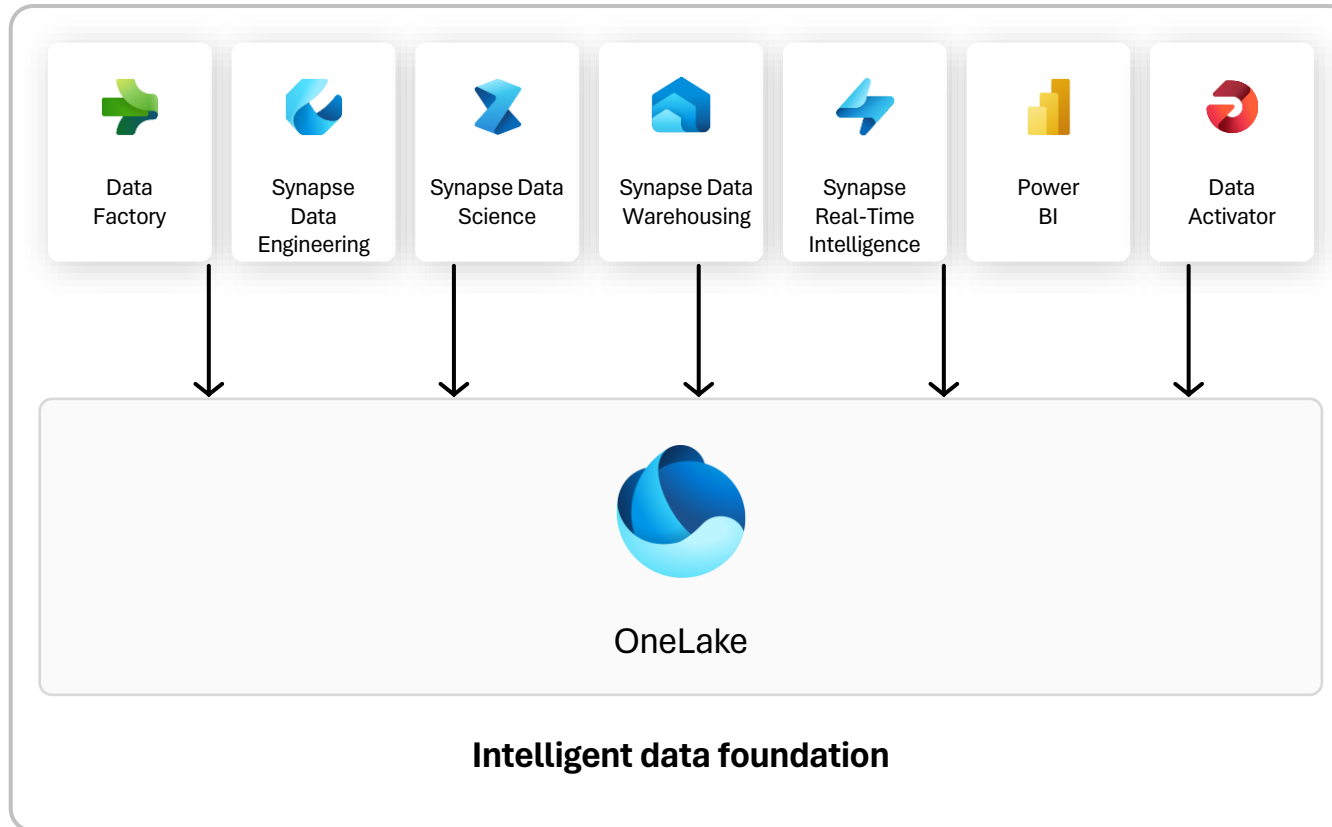 Data
Factory
Synapse
Data
Engineering
Synapse Data
Science
Synapse Data
Warehousing
Synapse
Real-Time
Intelligence
Power
BI
Data
Activator
OneLake
Intelligent data foundation